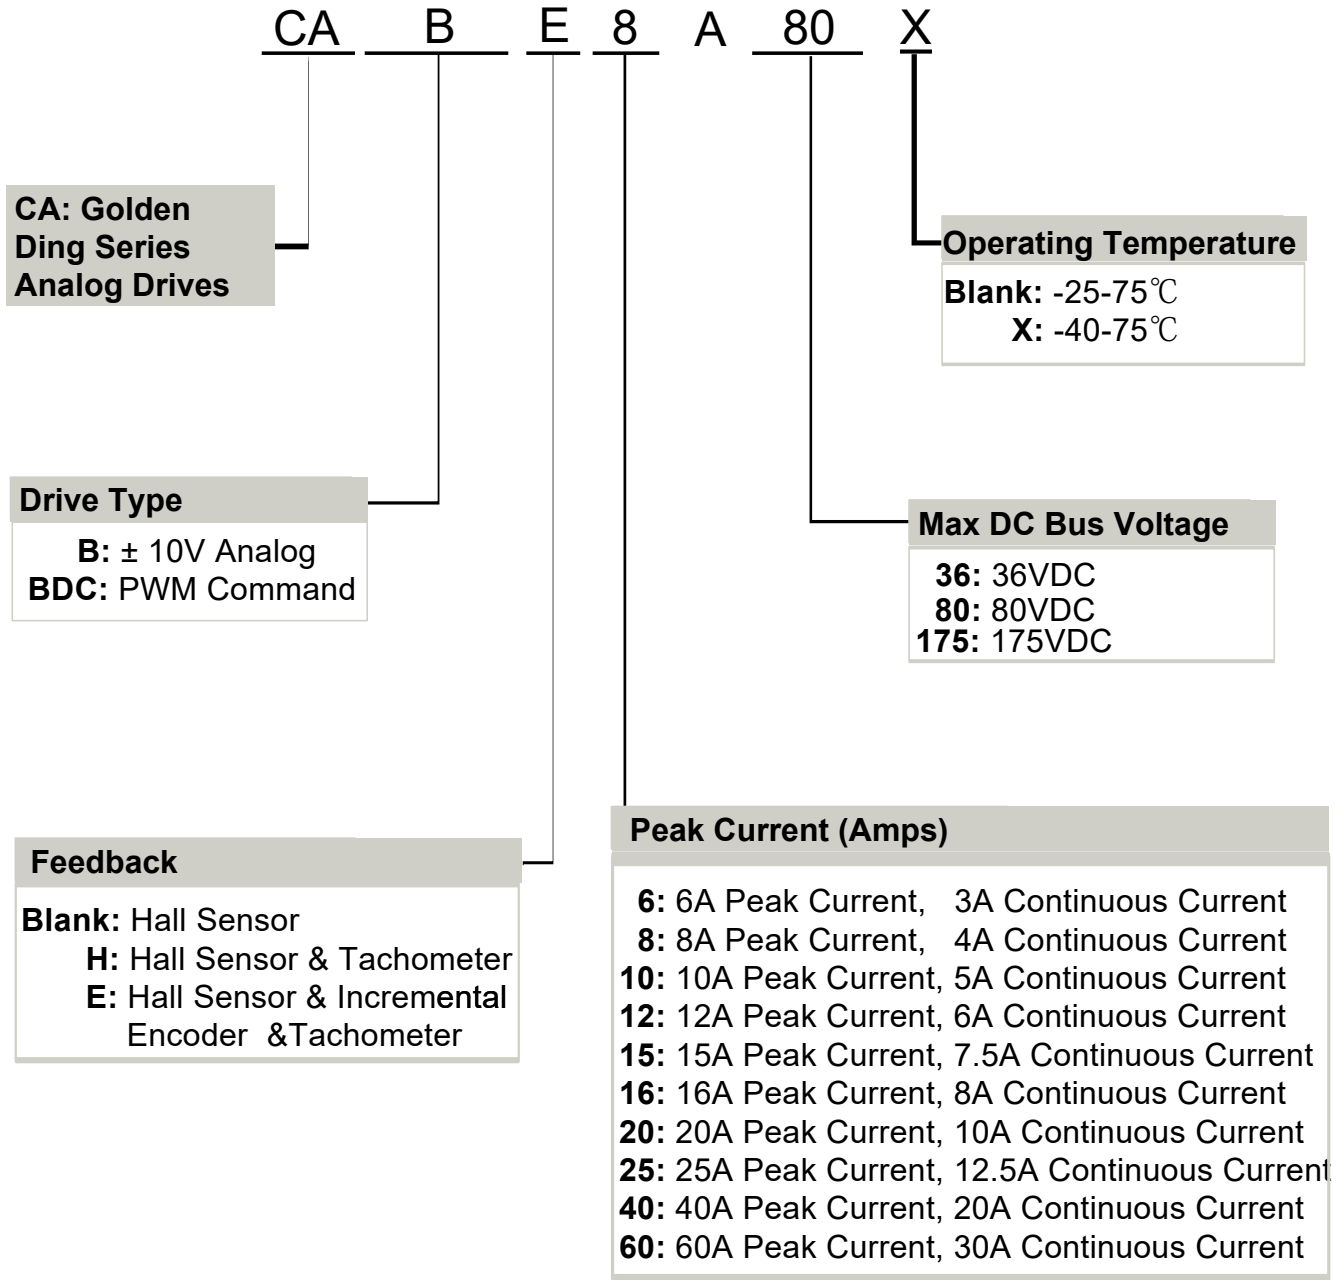 CA B E 8 A 80 X
CA: Golden
Ding Series
Analog Drives
Operating Temperature
Blank: -25-75℃
X: -40-75℃
Drive Type
B: ± 10V Analog
BDC: PWM Command
Max DC Bus Voltage
36: 36VDC
80: 80VDC
175: 175VDC
Feedback
Blank: Hall Sensor
H: Hall Sensor & Tachometer
E: Hall Sensor & Incremental
Encoder &Tachometer
Peak Current (Amps)
6: 6A Peak Current, 3A Continuous Current
8: 8A Peak Current, 4A Continuous Current
10: 10A Peak Current, 5A Continuous Current
12: 12A Peak Current, 6A Continuous Current
15: 15A Peak Current, 7.5A Continuous Current
16: 16A Peak Current, 8A Continuous Current
20: 20A Peak Current, 10A Continuous Current
25: 25A Peak Current, 12.5A Continuous Current
40: 40A Peak Current, 20A Continuous Current
60: 60A Peak Current, 30A Continuous Current